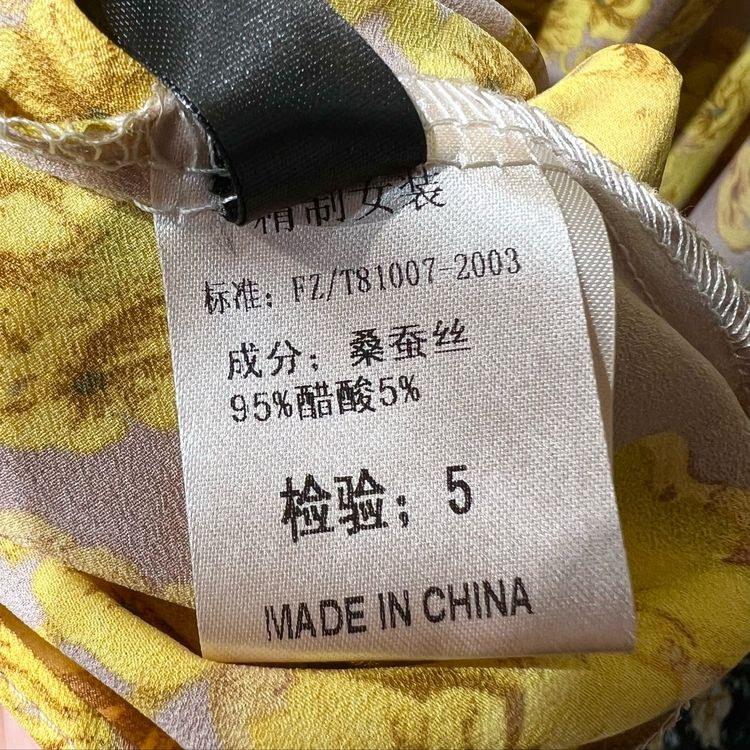 精制女装
标准; FZ/T81007-2003
成分; 桑蚕丝
95%醋酸5%
检验; 5
MADE IN CHINA